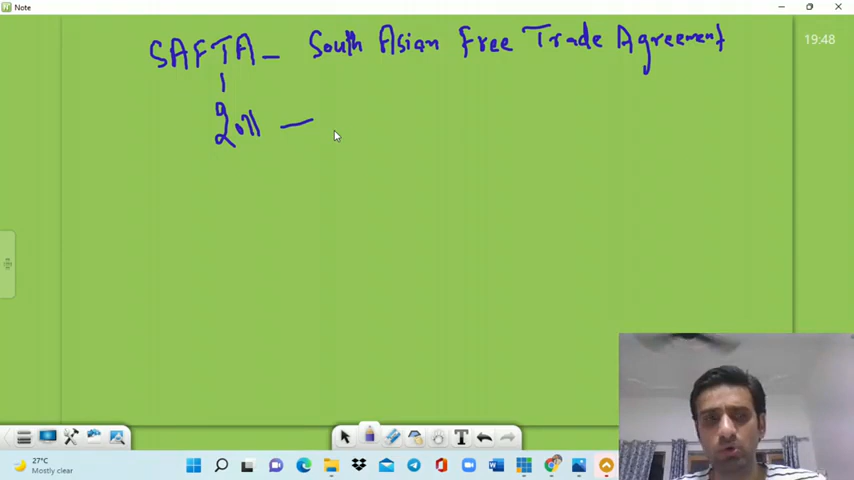 Note
19:48
SAFTA - South Asian Free Trade Agreement
2011 —
T
27°C
Mostly clear